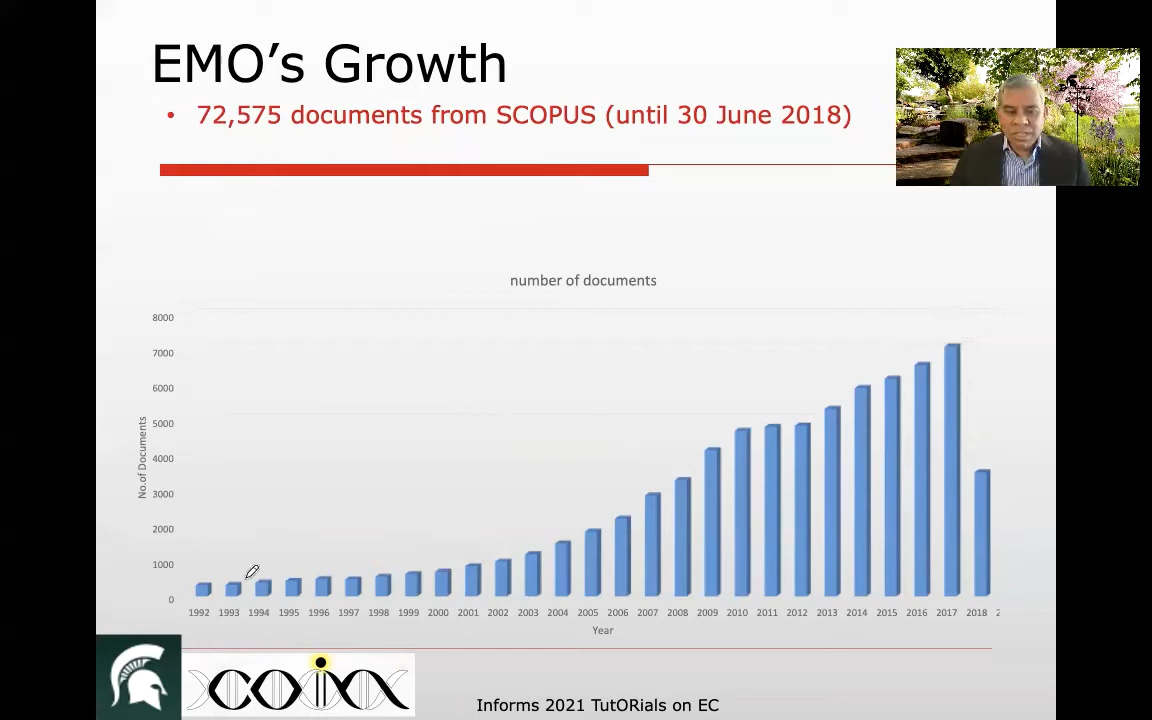 EMO’s Growth
• 72,575 documents from SCOPUS (until 30 June 2018)
number of documents
8000
7000
6000
5000
4000
3000
2000
1000
0
No.of Documents
1992 1993 1994 1995 1996 1997 1998 1999 2000 2001 2002 2003 2004 2005 2006 2007 2008 2009 2010 2011 2012 2013 2014 2015 2016 2017 2018
Year
COIN
Informs 2021 TutORials on EC